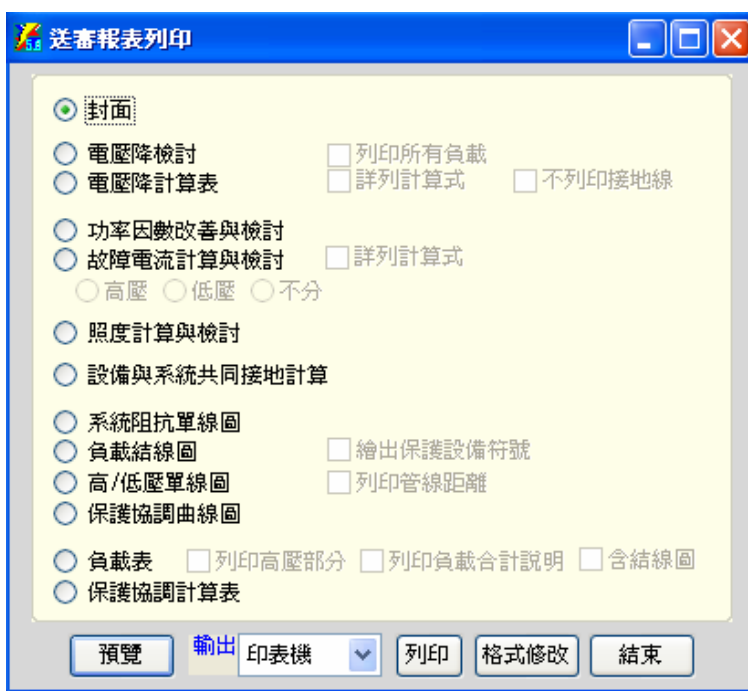 送審報表列印
封面
電壓降檢討 列印所有負載
電壓降計算表 詳列計算式 不列印接地線
功率因數改善與檢討
故障電流計算與檢討 詳列計算式
高壓 低壓 不分
照度計算與檢討
設備與系統共同接地計算
系統阻抗單線圖
負載結線圖 繪出保護設備符號
高/低壓單線圖 列印管線距離
保護協調曲線圖
負載表 列印高壓部分 列印負載合計說明 含結線圖
保護協調計算表
預覽 輸出 印表機 列印 格式修改 結束